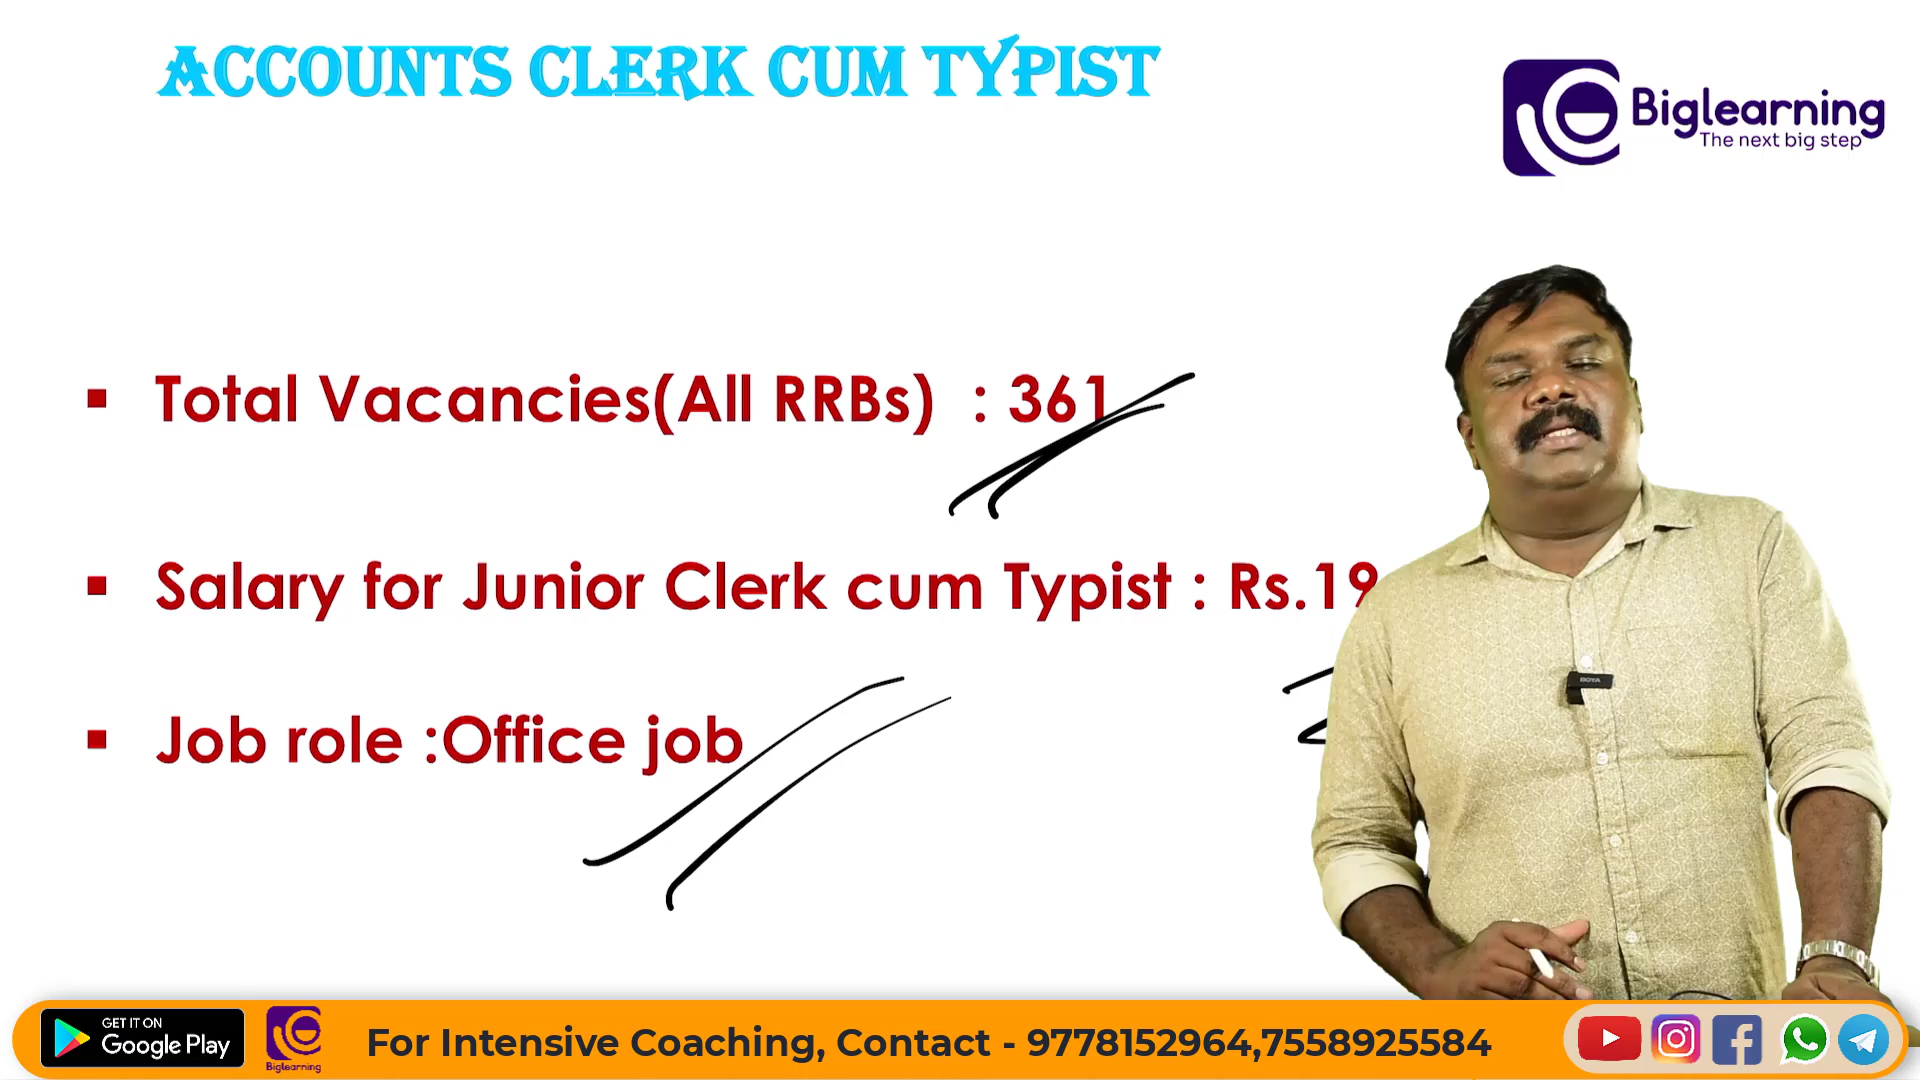 ACCOUNTS CLERK CUM TYPIST
Biglearning
The next big step
▪ Total Vacancies(All RRBs) : 361
▪ Salary for Junior Clerk cum Typist : Rs.19
▪ Job role :Office job
BOYA
GET IT ON
Google Play
Biglearning
For Intensive Coaching, Contact - 9778152964,7558925584